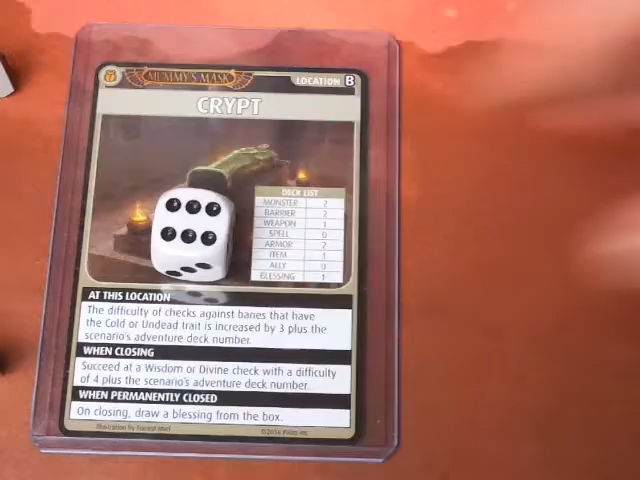 MUMMY'S MASK
LOCATION B
CRYPT
DECK LIST
MONSTER 2
BARRIER 2
WEAPON 1
SPELL 0
ARMOR 2
ITEM 1
ALLY 0
BLESSING 1
AT THIS LOCATION
The difficulty of checks against banes that have
the Cold or Undead trait is increased by 3 plus the
scenario's adventure deck number.
WHEN CLOSING
Succeed at a Wisdom or Divine check with a difficulty
of 4 plus the scenario's adventure deck number.
WHEN PERMANENTLY CLOSED
On closing, draw a blessing from the box.
Illustration by